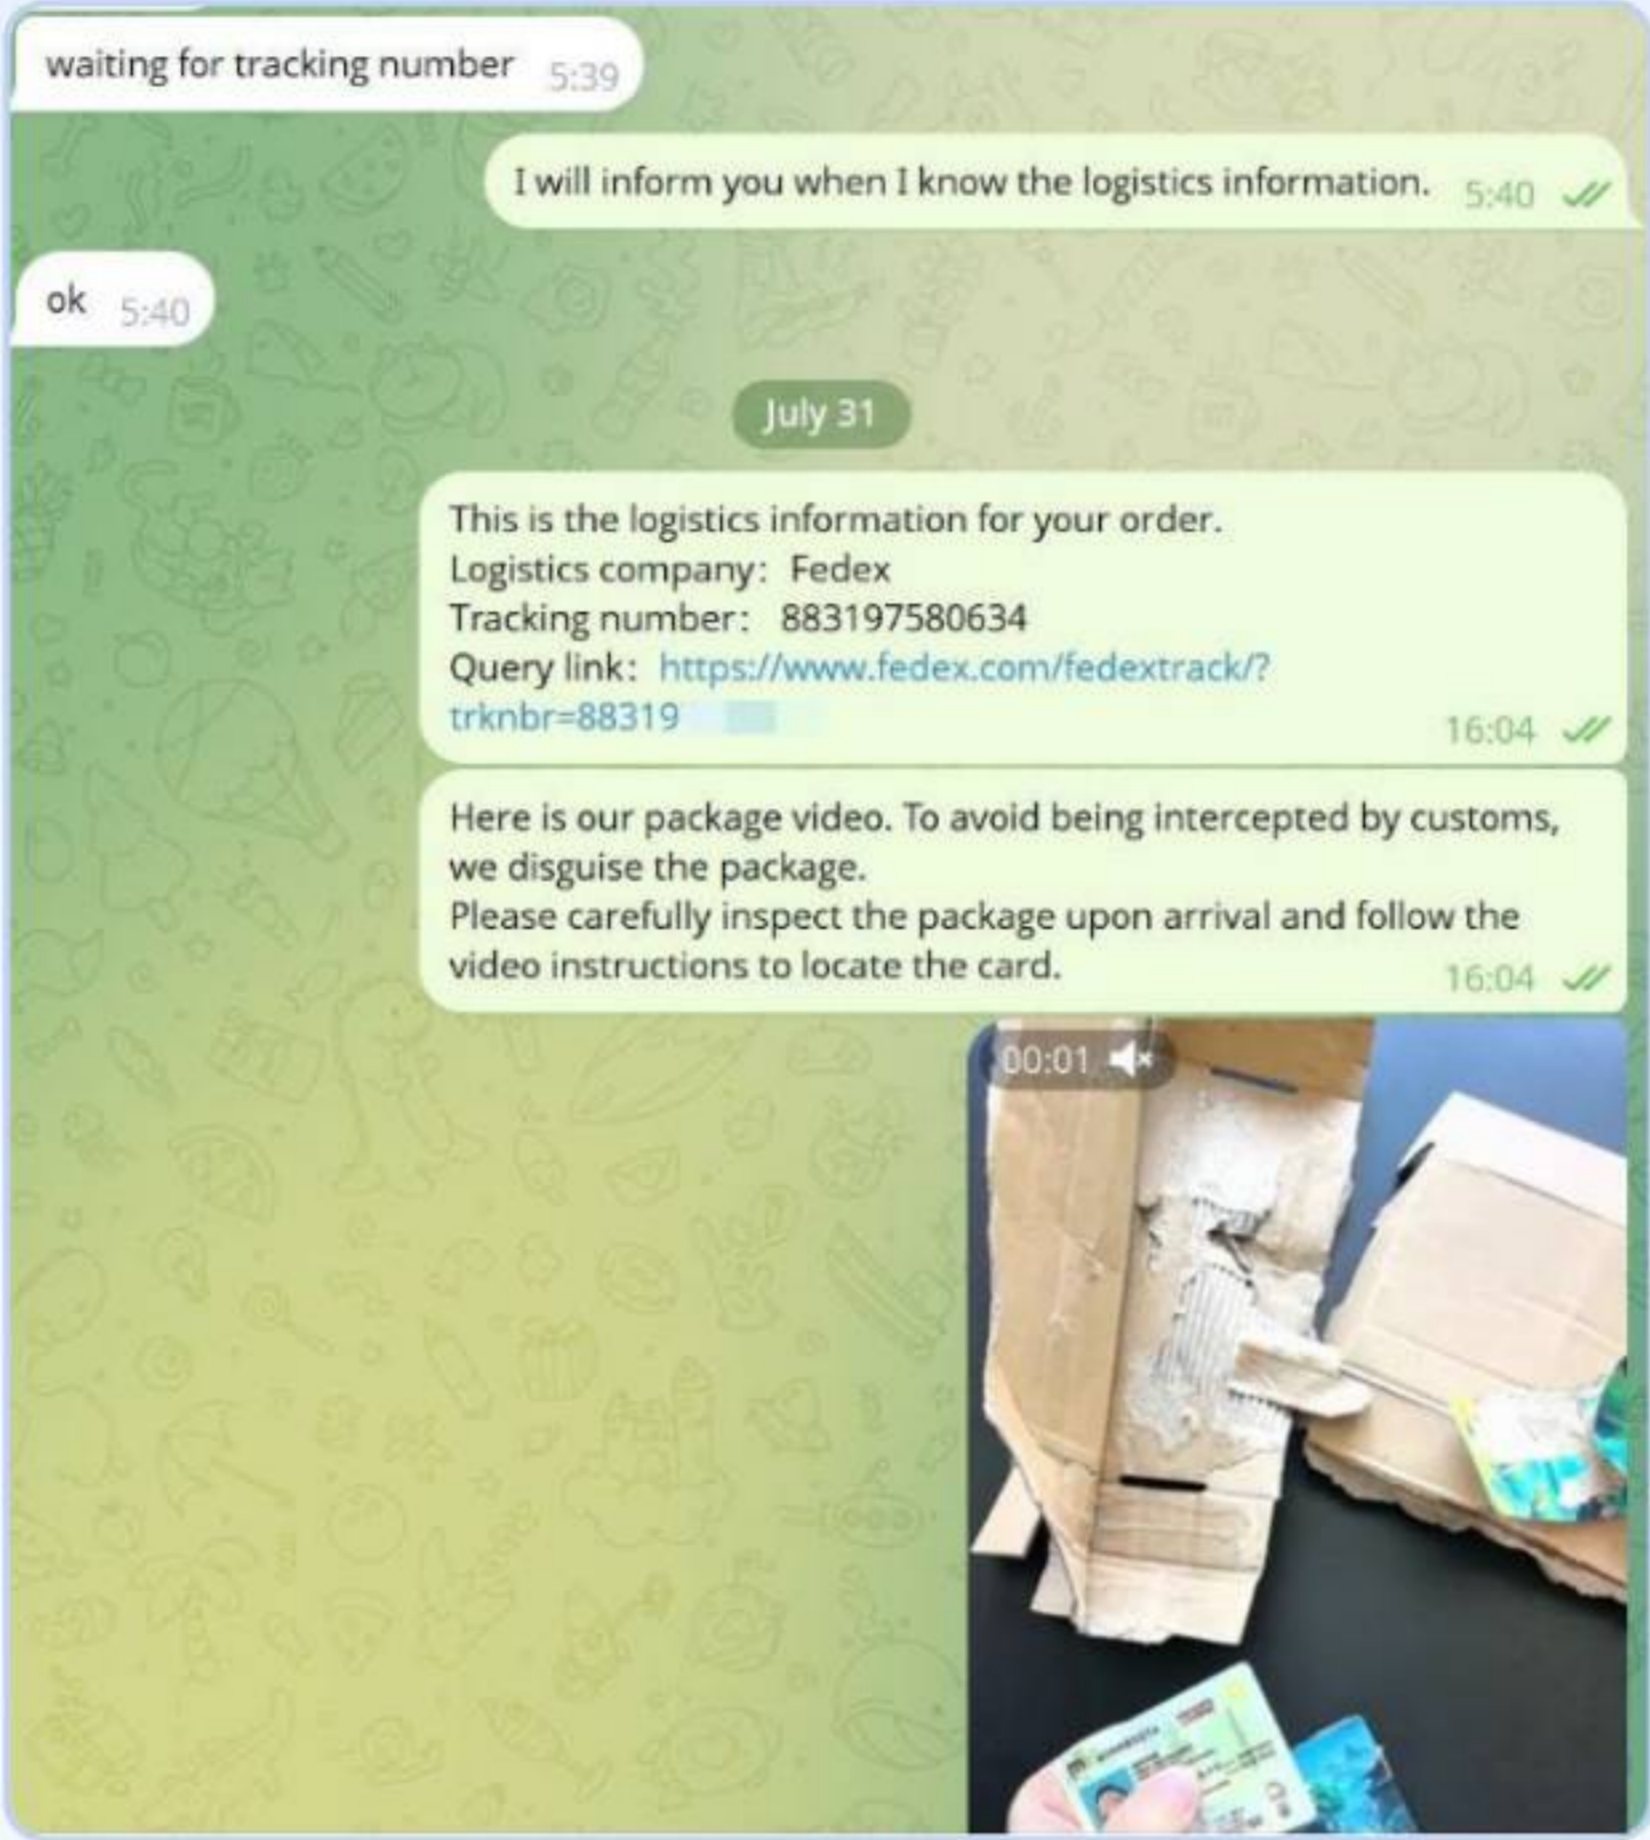 waiting for tracking number 5:39
I will inform you when I know the logistics information. 5:40
ok 5:40
July 31
This is the logistics information for your order.
Logistics company: Fedex
Tracking number: 883197580634
Query link: https://www.fedex.com/fedextrack/?
trknbr=88319
16:04
Here is our package video. To avoid being intercepted by customs,
we disguise the package.
Please carefully inspect the package upon arrival and follow the
video instructions to locate the card.
16:04
00:01
MINNESOTA